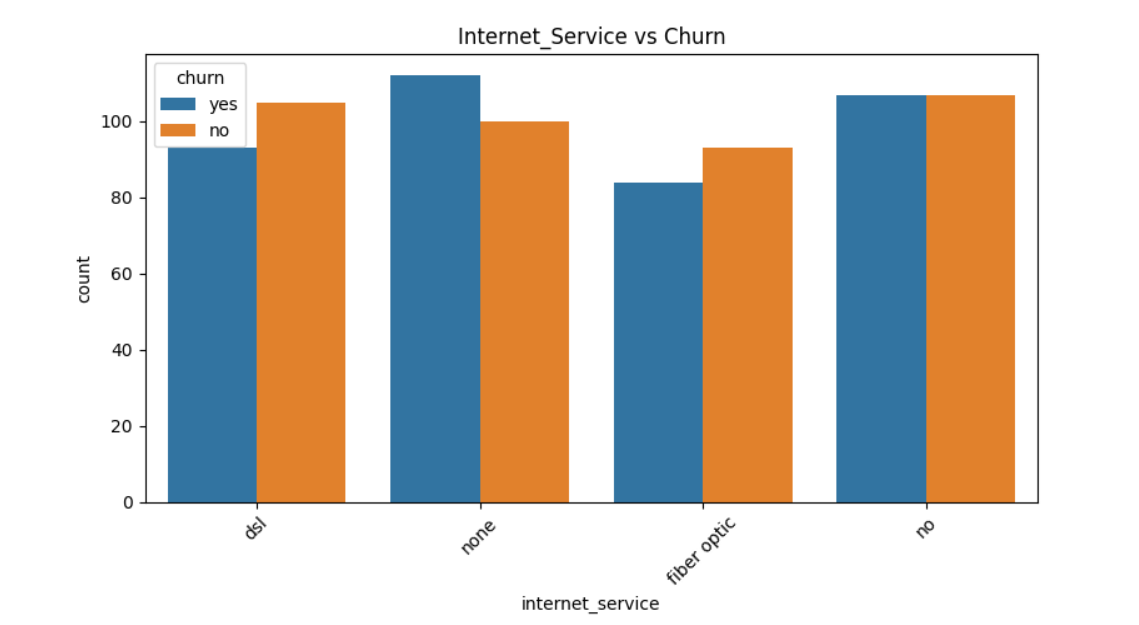 Internet_Service vs Churn
churn
yes
no
100
80
60
40
20
0
count
dsl
none
fiber optic
no
internet_service